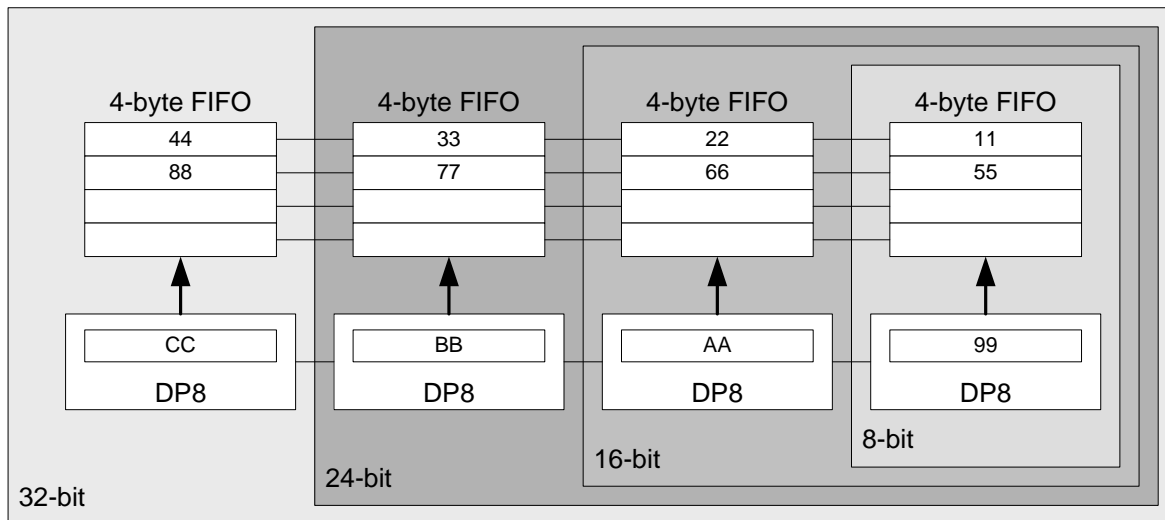 4-byte FIFO 4-byte FIFO 4-byte FIFO 4-byte FIFO
44 33 22 11
88 77 66 55
CC BB AA 99
DP8 DP8 DP8 DP8
8-bit
16-bit
24-bit
32-bit